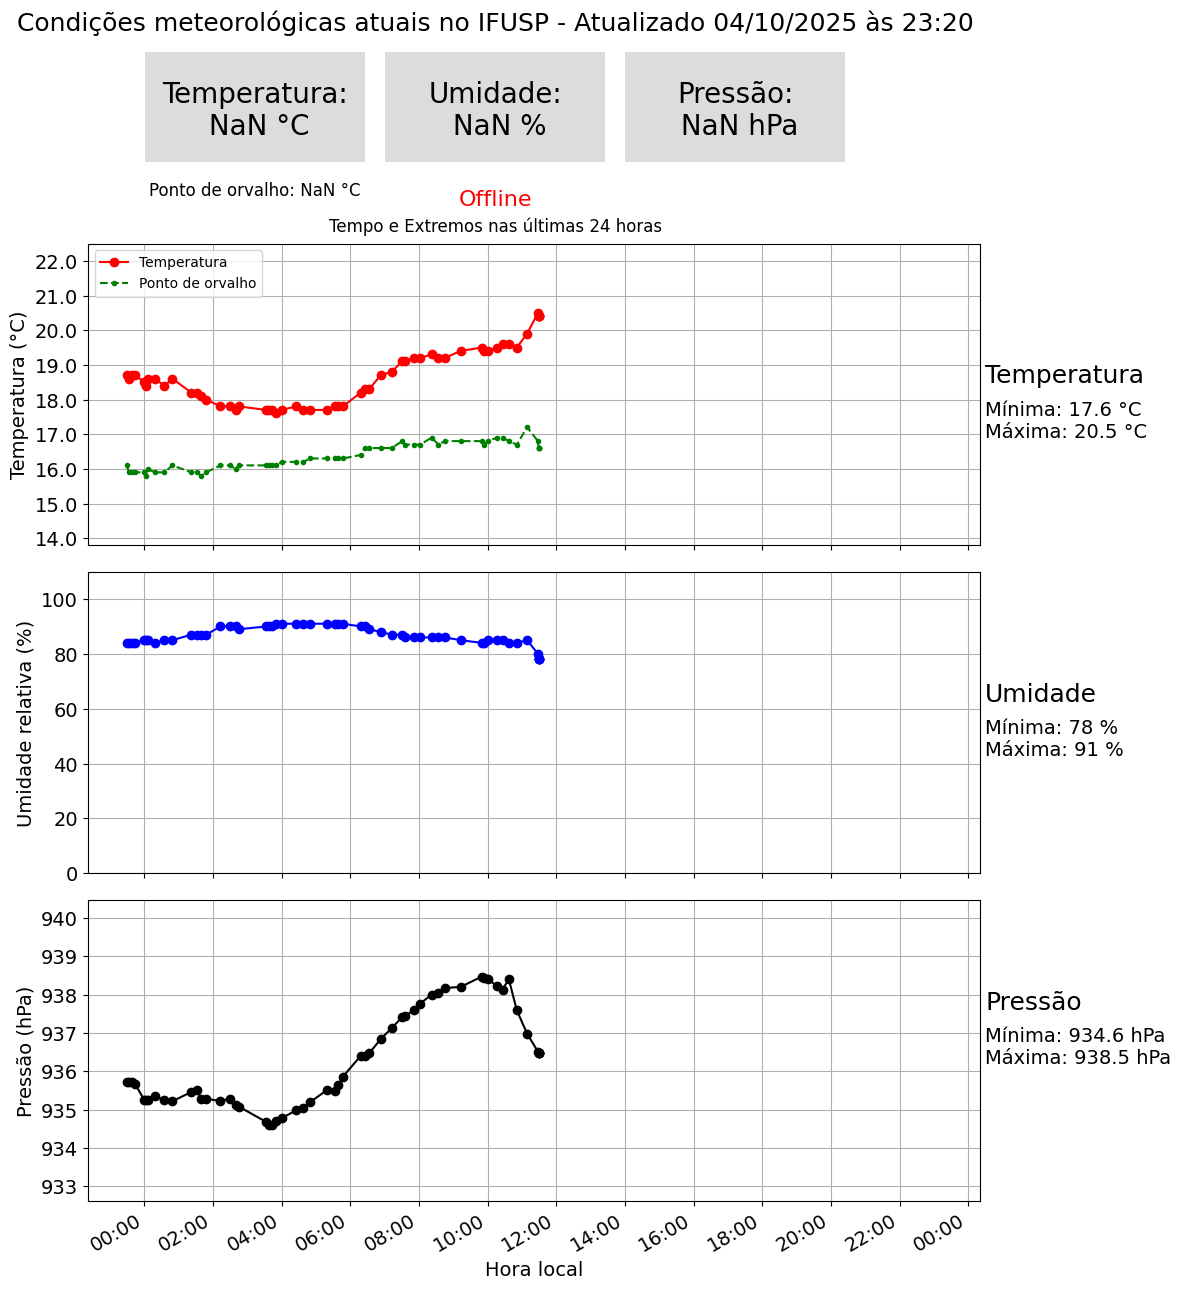 Condições meteorológicas atuais no IFUSP - Atualizado 04/10/2025 às 23:20
Temperatura:
NaN °C
Umidade:
NaN %
Pressão:
NaN hPa
Ponto de orvalho: NaN °C
Offline
Tempo e Extremos nas últimas 24 horas
Temperatura
Ponto de orvalho
Temperatura (°C)
22.0
21.0
20.0
19.0
18.0
17.0
16.0
15.0
14.0
Temperatura
Mínima: 17.6 °C
Máxima: 20.5 °C
Umidade relativa (%)
100
80
60
40
20
0
Umidade
Mínima: 78 %
Máxima: 91 %
Pressão (hPa)
940
939
938
937
936
935
934
933
Pressão
Mínima: 934.6 hPa
Máxima: 938.5 hPa
00:00 02:00 04:00 06:00 08:00 10:00 12:00 14:00 16:00 18:00 20:00 22:00 00:00
Hora local